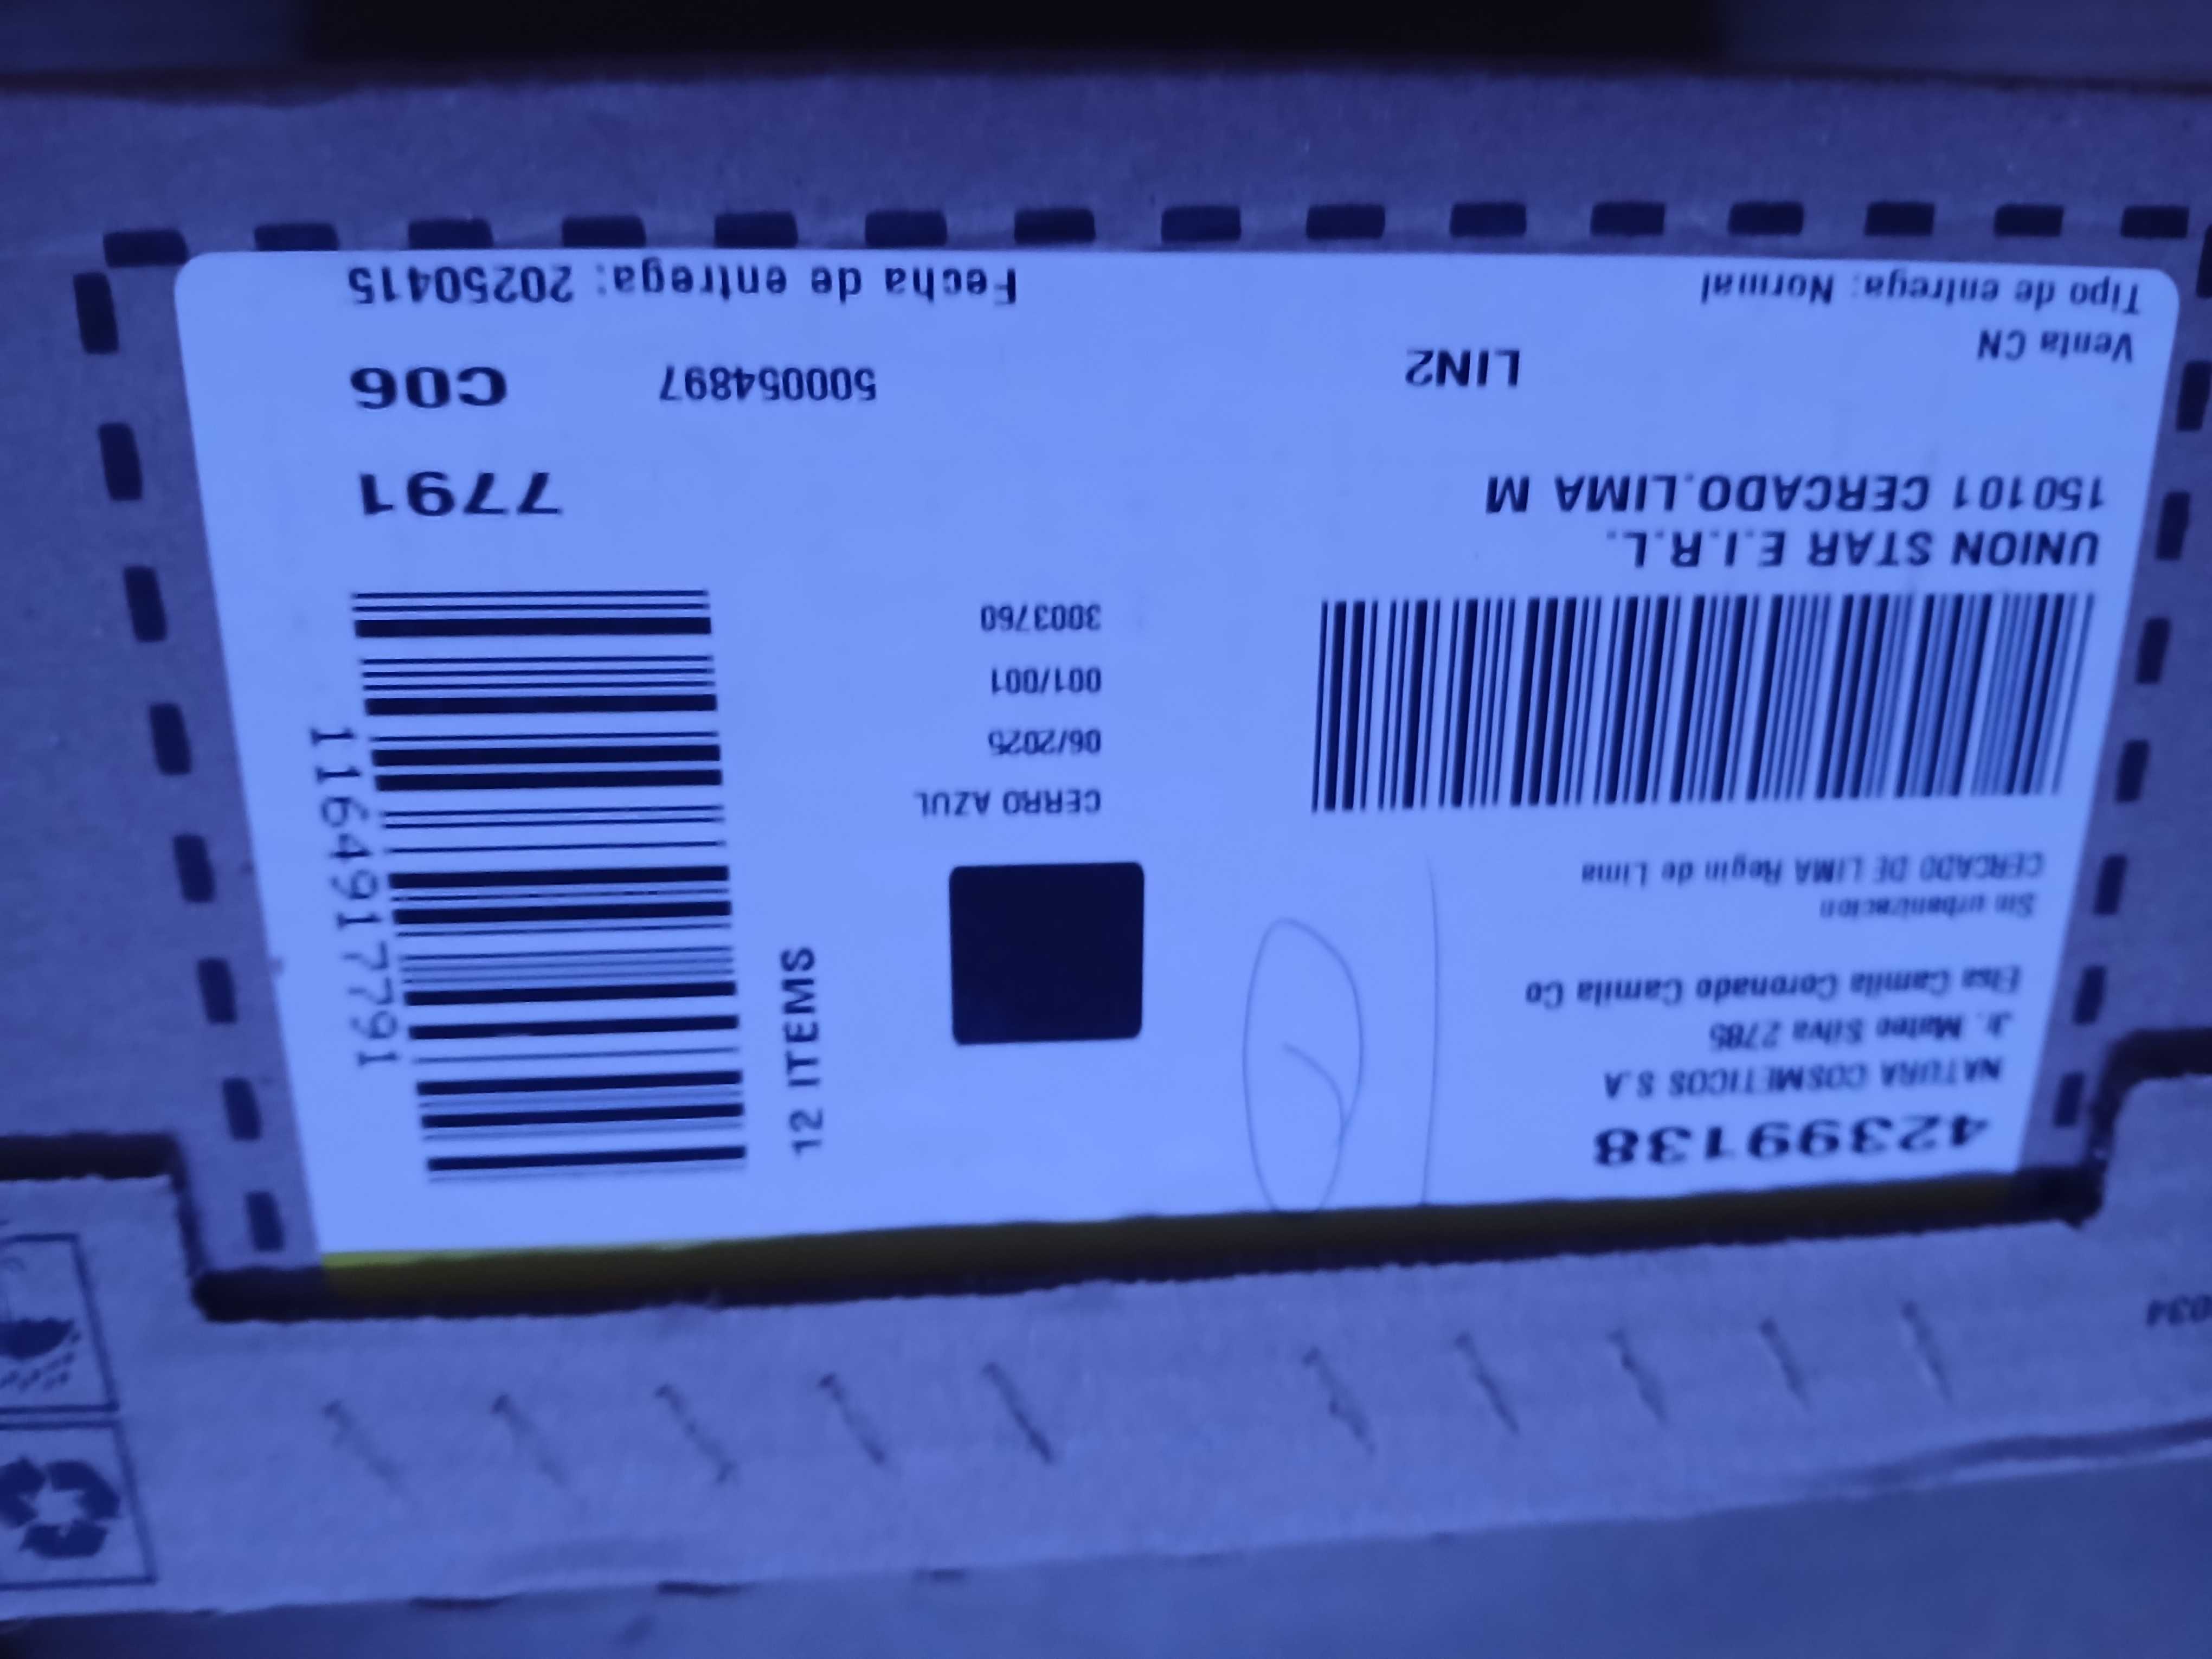 42399138
NATURA COSMETICOS S.A
Jr. Mateo Silva 2785
Elsa Camila Coronado Camila Co
Sin urbanizacion
CERCADO DE LIMA Regin de Lima
UNION STAR E.I.R.L.
150101 CERCADO.LIMA M
LIN2
Venta CN
Tipo de entrega: Normal
CERRO AZUL
06/2025
001/001
3003760
12 ITEMS
1164917791
7791
500054897
C06
Fecha de entrega: 20250415